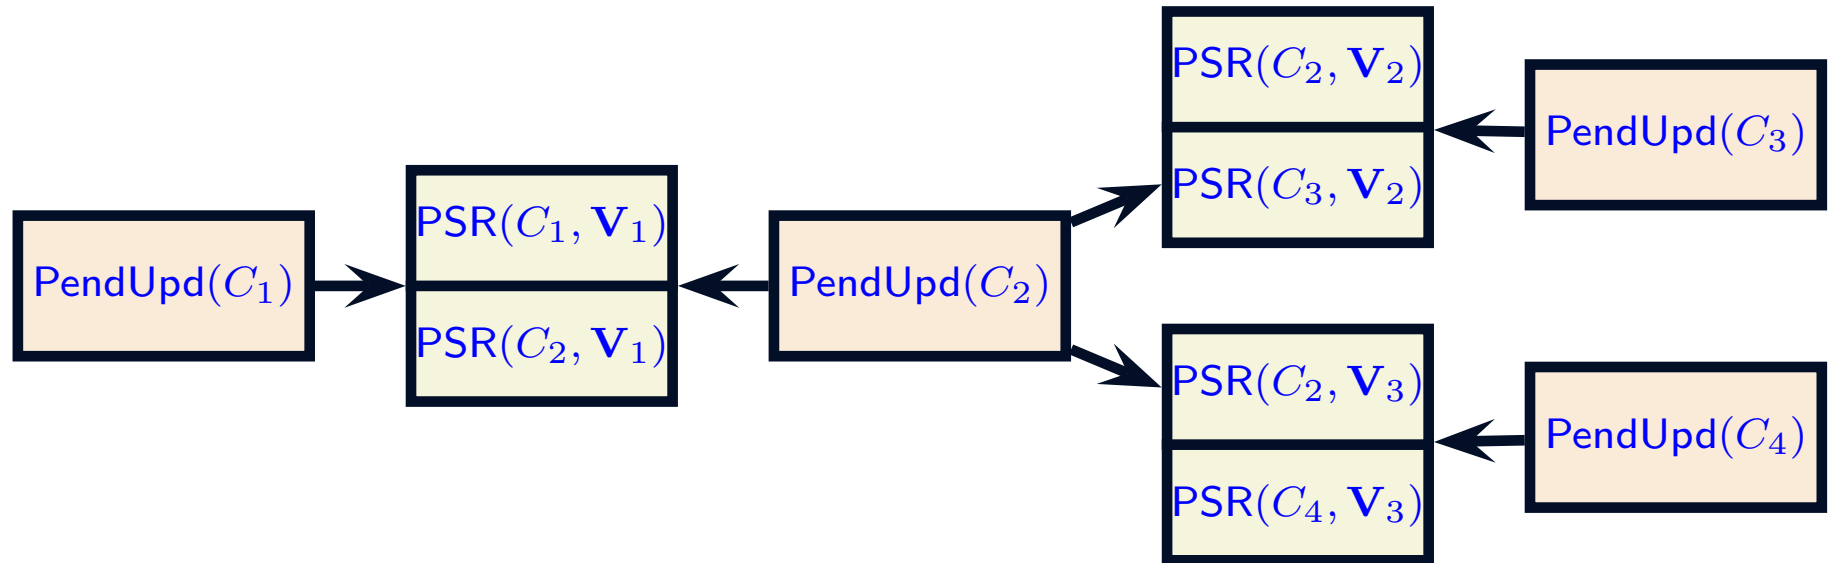 PendUpd(C₁)
PSR(C₁, V₁)
PSR(C₂, V₁)
PendUpd(C₂)
PSR(C₂, V₂)
PSR(C₃, V₂)
PendUpd(C₃)
PSR(C₂, V₃)
PSR(C₄, V₃)
PendUpd(C₄)